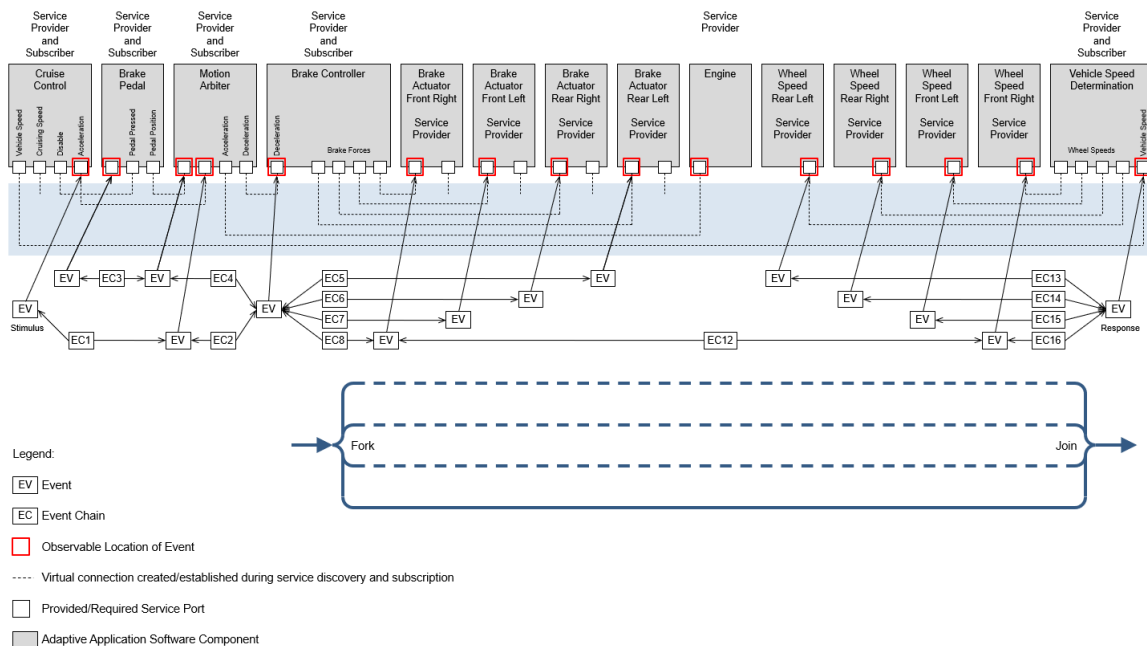 Service
Provider
and
Subscriber
Service
Provider
and
Subscriber
Service
Provider
and
Subscriber
Service
Provider
and
Subscriber
Service
Provider
Service
Provider
and
Subscriber
Cruise
Control
Vehicle Speed
Cruising Speed
Disable
Acceleration
Brake
Pedal
Pedal Pressed
Pedal Position
Motion
Arbiter
Acceleration
Deceleration
Brake Controller
Deceleration
Brake Forces
Brake
Actuator
Front Right
Service
Provider
Brake
Actuator
Front Left
Service
Provider
Brake
Actuator
Rear Right
Service
Provider
Brake
Actuator
Rear Left
Service
Provider
Engine
Wheel
Speed
Rear Left
Service
Provider
Wheel
Speed
Rear Right
Service
Provider
Wheel
Speed
Front Left
Service
Provider
Wheel
Speed
Front Right
Service
Provider
Vehicle Speed
Determination
Wheel Speeds
Vehicle Speed
EV EC3 EV EC4 EC5 EV EV EC13
EC6 EV EV EC14
EV EV EV
Stimulus Response
EC7 EV EV EC15
EC1 EV EC2 EC8 EV EC12 EV EC16
Fork Join
Legend:
EV Event
EC Event Chain
Observable Location of Event
Virtual connection created/established during service discovery and subscription
Provided/Required Service Port
Adaptive Application Software Component